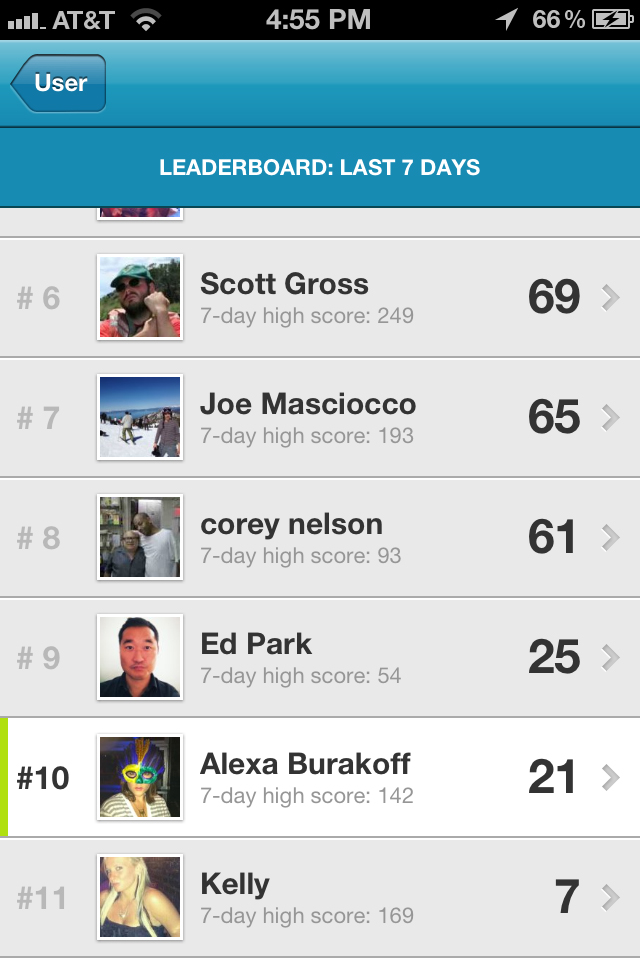 AT&T 4:55 PM 66%
User
LEADERBOARD: LAST 7 DAYS
# 6 Scott Gross 69
7-day high score: 249
# 7 Joe Masciocco 65
7-day high score: 193
# 8 corey nelson 61
7-day high score: 93
# 9 Ed Park 25
7-day high score: 54
#10 Alexa Burakoff 21
7-day high score: 142
#11 Kelly 7
7-day high score: 169